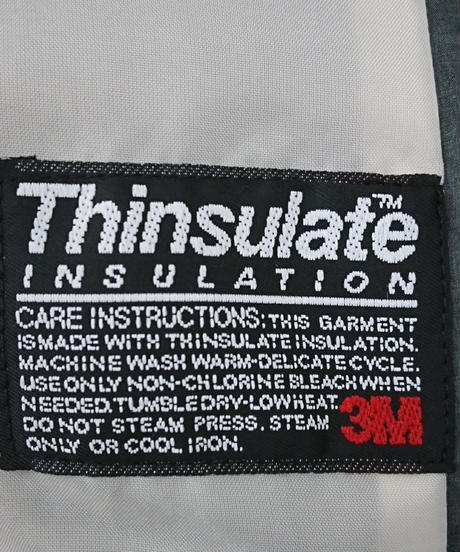 Thinsulate™
INSULATION
CARE INSTRUCTIONS: THIS GARMENT
IS MADE WITH THINSULATE INSULATION.
MACHINE WASH WARM-DELICATE CYCLE.
USE ONLY NON-CHLORINE BLEACH WHEN
NEEDED. TUMBLE DRY-LOW HEAT.
DO NOT STEAM PRESS. STEAM
ONLY OR COOL IRON.
3M